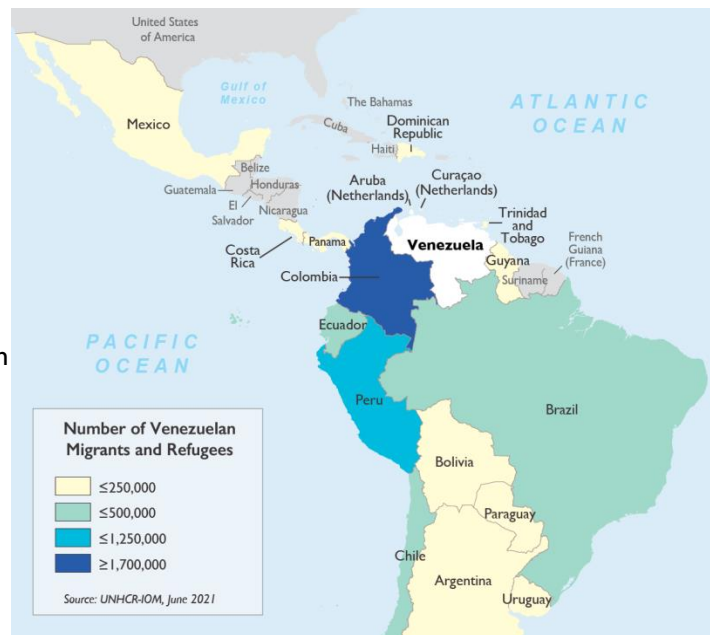 United States
of America
Gulf of
Mexico
ATLANTIC
OCEAN
The Bahamas
Mexico
Cuba
Dominican
Republic
Haiti
Belize
Guatemala
Honduras
El
Salvador
Nicaragua
Aruba
(Netherlands)
Curaçao
(Netherlands)
Trinidad
and
Tobago
Costa
Rica
Panama
Venezuela
Guyana
Suriname
French
Guiana
(France)
Colombia
PACIFIC
OCEAN
Ecuador
Peru
Brazil
Bolivia
Paraguay
Chile
Argentina
Uruguay
Number of Venezuelan
Migrants and Refugees
≤250,000
≤500,000
≤1,250,000
≥1,700,000
Source: UNHCR-IOM, June 2021